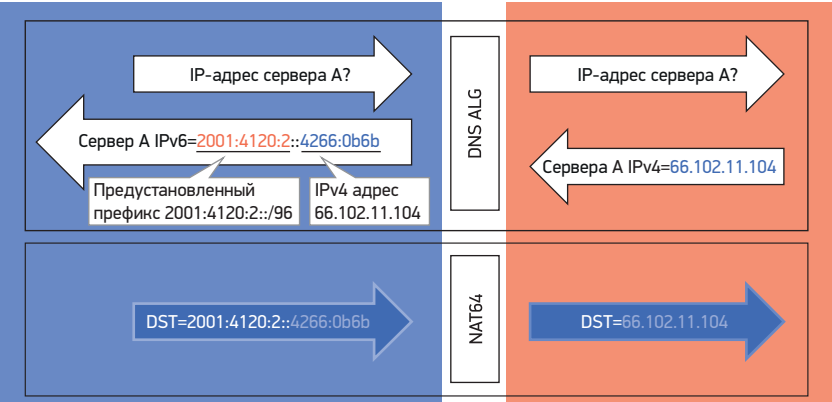 IP-адрес сервера А?
DNS ALG
IP-адрес сервера А?
Сервер А IPv6=2001:4120:2::4266:0b6b
Сервера А IPv4=66.102.11.104
Предустановленный
префикс 2001:4120:2::/96
IPv4 адрес
66.102.11.104
DST=2001:4120:2::4266:0b6b
NAT64
DST=66.102.11.104